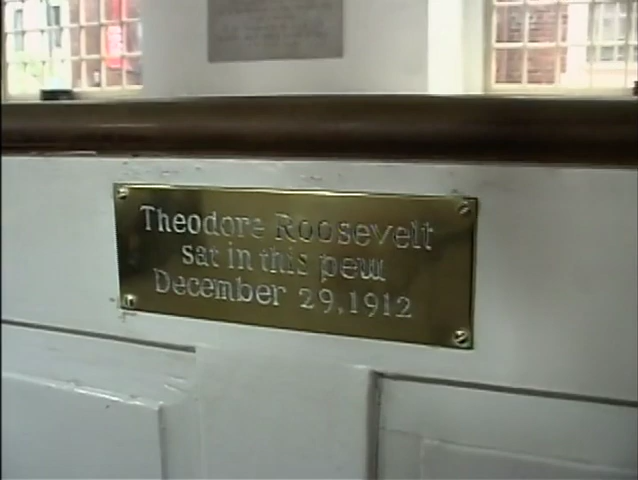 Theodore Roosevelt
sat in this pew
December 29, 1912